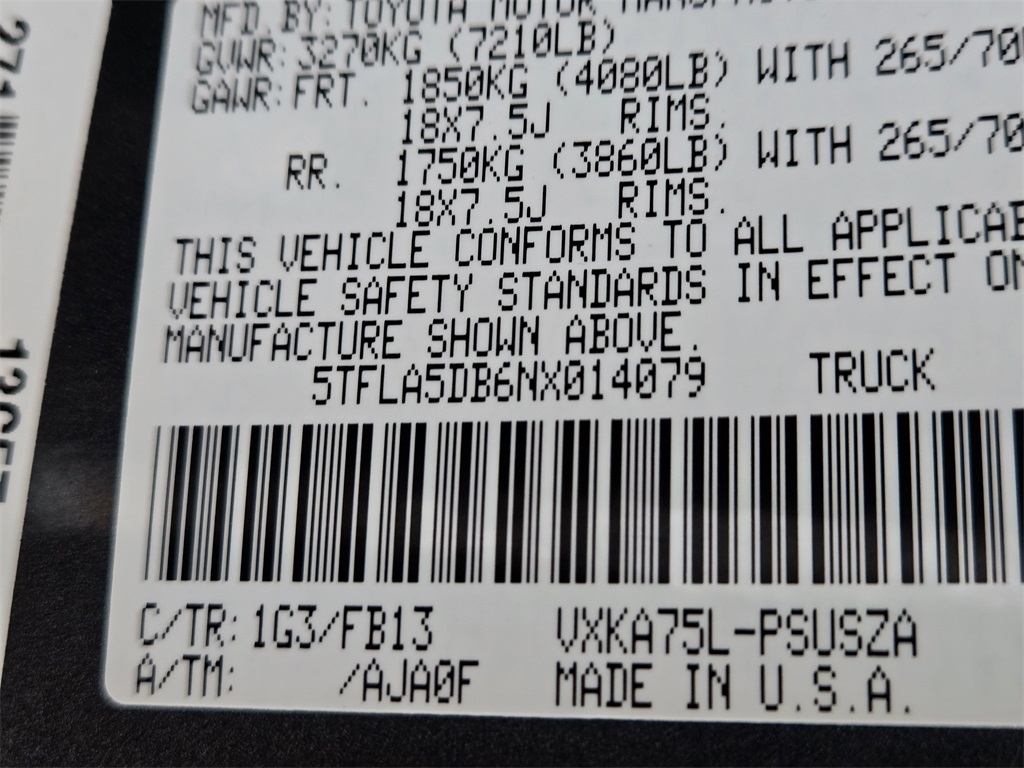 MFD. BY: TOYOTA MOTOR
GVWR: 3270KG (7210LB)
GAWR: FRT. 1850KG (4080LB) WITH 265/70
18X7.5J RIMS.
RR. 1750KG (3860LB) WITH 265/70
18X7.5J RIMS.
THIS VEHICLE CONFORMS TO ALL APPLICAB
VEHICLE SAFETY STANDARDS IN EFFECT ON
MANUFACTURE SHOWN ABOVE.
5TFLA5DB6NX014079 TRUCK
C/TR: 1G3/FB13 VXKA75L-PSUSZA
A/TM: /AJA0F MADE IN U.S.A.